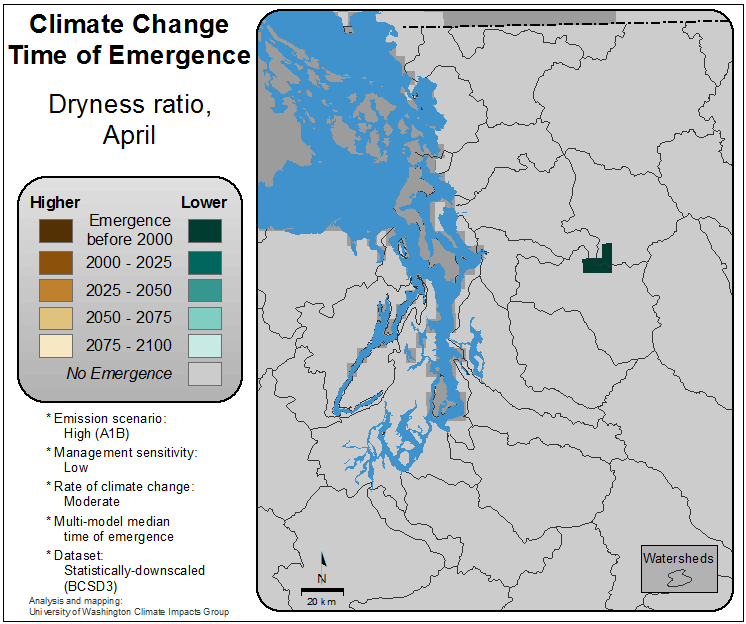 Climate Change
Time of Emergence
Dryness ratio,
April
Higher
Lower
Emergence
before 2000
2000 - 2025
2025 - 2050
2050 - 2075
2075 - 2100
No Emergence
* Emission scenario:
High (A1B)
* Management sensitivity:
Low
* Rate of climate change:
Moderate
* Multi-model median
time of emergence
* Dataset:
Statistically-downscaled
(BCSD3)
Analysis and mapping:
University of Washington Climate Impacts Group
N
20 km
Watersheds